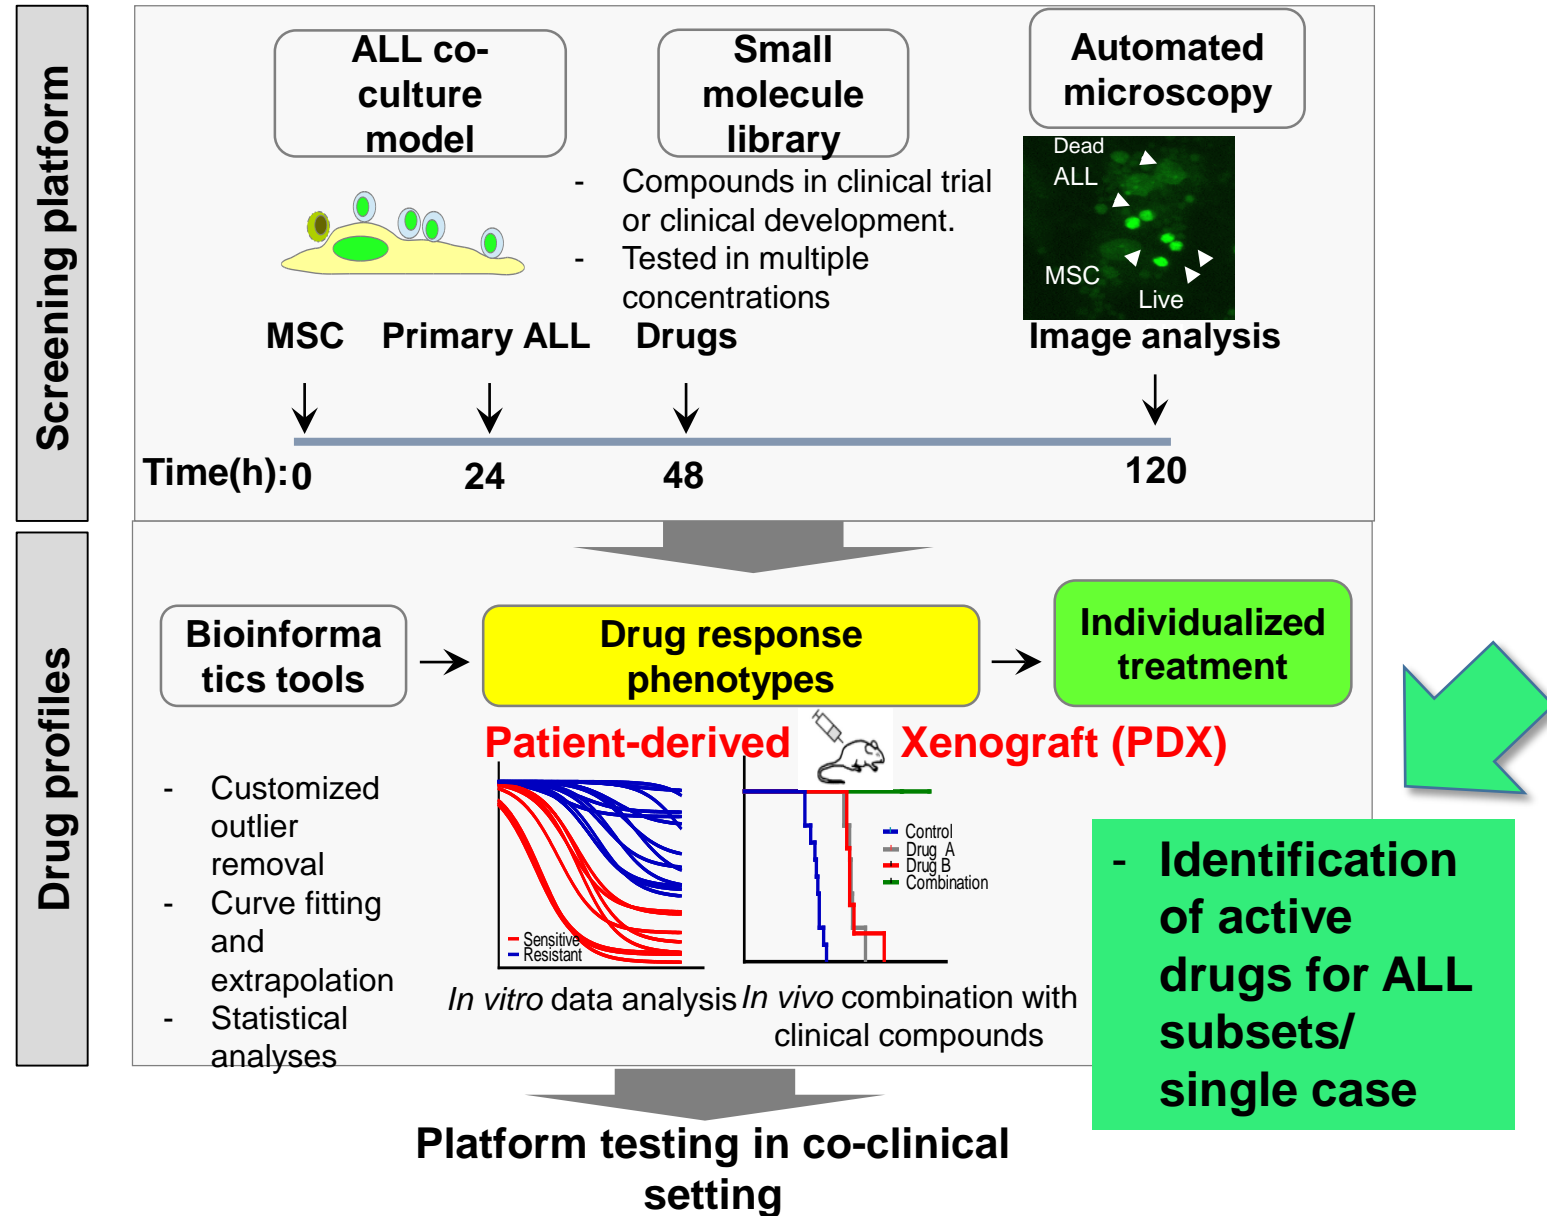 Screening platform
ALL co-
culture
model
Small
molecule
library
Automated
microscopy
- Compounds in clinical trial
or clinical development.
- Tested in multiple
concentrations
Dead
ALL
MSC
Live
MSC
Primary ALL
Drugs
Image analysis
Time(h):
0
24
48
120
Drug profiles
Bioinforma
tics tools
Drug response
phenotypes
Individualized
treatment
Patient-derived Xenograft (PDX)
- Customized
outlier
removal
- Curve fitting
and
extrapolation
- Statistical
analyses
Sensitive
Resistant
In vitro data analysis
Control
Drug A
Drug B
Combination
In vivo combination with
clinical compounds
- Identification
of active
drugs for ALL
subsets/
single case
Platform testing in co-clinical
setting